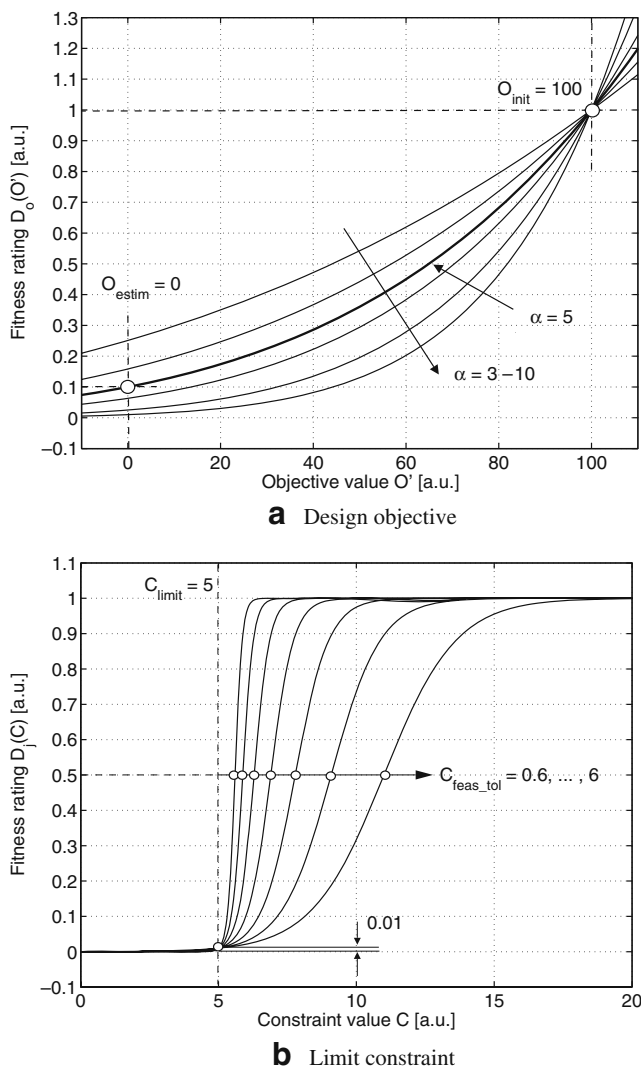 1.3
1.2
1.1
1
0.9
0.8
0.7
0.6
0.5
0.4
0.3
0.2
0.1
0
−0.1
Fitness rating D_o(O') [a.u.]
O_init = 100
O_estim = 0
α = 5
α = 3 – 10
0 20 40 60 80 100
Objective value O' [a.u.]
a Design objective
1.1
1
0.9
0.8
0.7
0.6
0.5
0.4
0.3
0.2
0.1
0
−0.1
Fitness rating D_j(C) [a.u.]
C_limit = 5
C_feas_tol = 0.6, ... , 6
0.01
0 5 10 15 20
Constraint value C [a.u.]
b Limit constraint